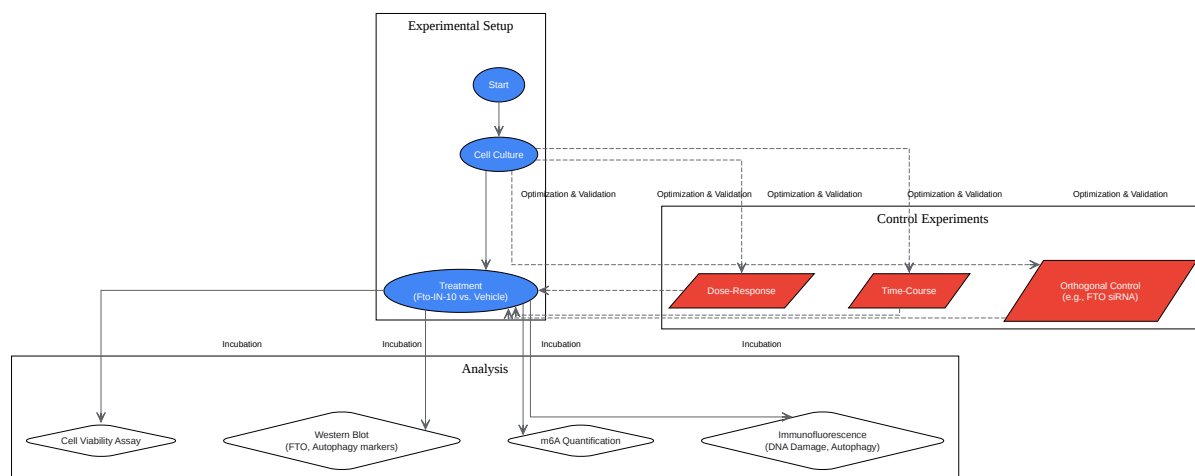 Experimental Setup
Start
Cell Culture
Optimization & Validation
Optimization & Validation
Optimization & Validation
Optimization & Validation
Optimization & Validation
Control Experiments
Treatment
(Fto-IN-10 vs. Vehicle)
Dose-Response
Time-Course
Orthogonal Control
(e.g., FTO siRNA)
Incubation
Incubation
Incubation
Incubation
Analysis
Cell Viability Assay
Western Blot
(FTO, Autophagy markers)
m6A Quantification
Immunofluorescence
(DNA Damage, Autophagy)